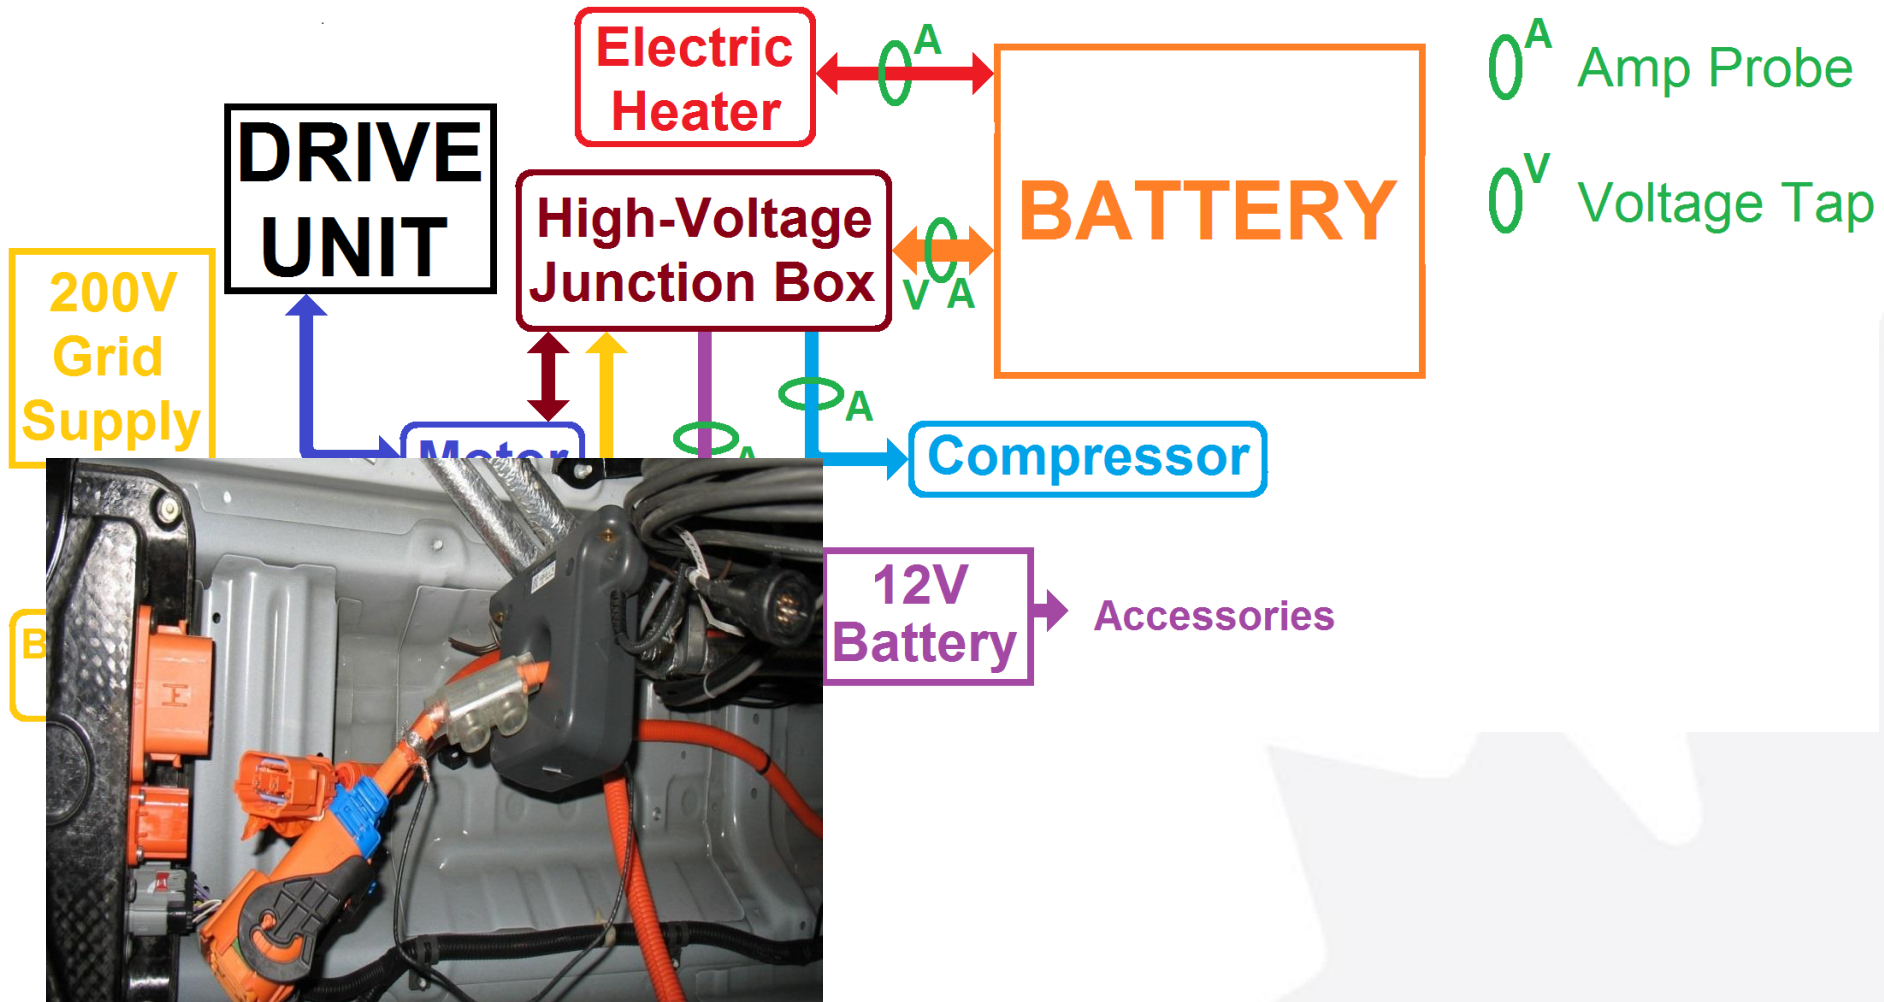 Electric
Heater
A
A
Amp Probe
DRIVE
UNIT
BATTERY
V
Voltage Tap
High-Voltage
Junction Box
V A
200V
Grid
Supply
A
A
Motor
Compressor
12V
Battery
Accessories
B
H